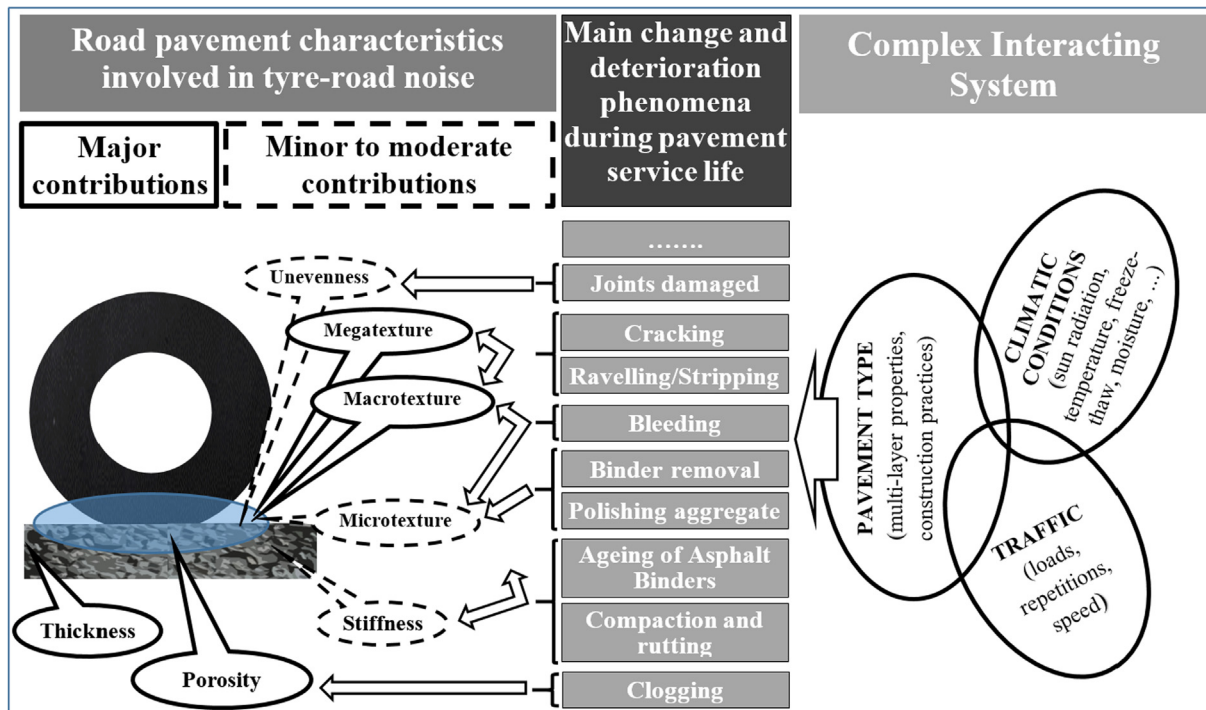 Road pavement characteristics
involved in tyre-road noise
Major
contributions
Minor to moderate
contributions
Main change and
deterioration
phenomena
during pavement
service life
Complex Interacting
System
…….
Joints damaged
Cracking
Ravelling/Stripping
Bleeding
Binder removal
Polishing aggregate
Ageing of Asphalt
Binders
Compaction and
rutting
Clogging
Unevenness
Megatexture
Macrotexture
Microtexture
Stiffness
Thickness
Porosity
PAVEMENT TYPE
(multi-layer properties,
construction practices)
CLIMATIC
CONDITIONS
(sun radiation,
temperature, freeze-
thaw, moisture, ...)
TRAFFIC
(loads,
repetitions,
speed)